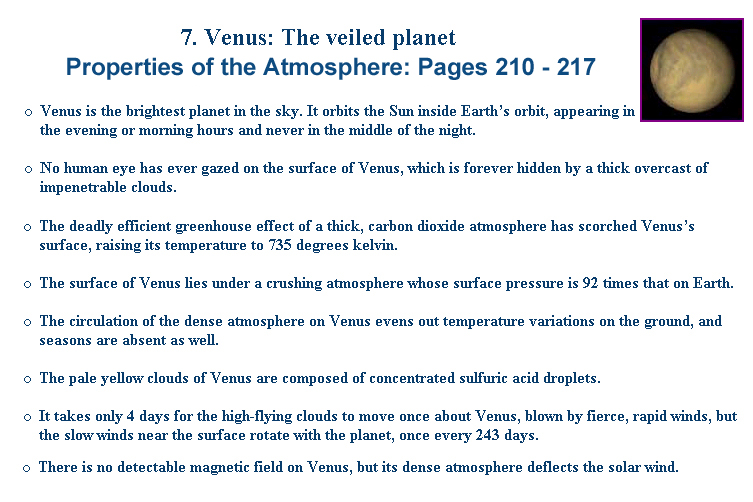 7. Venus: The veiled planet
Properties of the Atmosphere: Pages 210 - 217
o Venus is the brightest planet in the sky. It orbits the Sun inside Earth's orbit, appearing in
the evening or morning hours and never in the middle of the night.
o No human eye has ever gazed on the surface of Venus, which is forever hidden by a thick overcast of
impenetrable clouds.
o The deadly efficient greenhouse effect of a thick, carbon dioxide atmosphere has scorched Venus's
surface, raising its temperature to 735 degrees kelvin.
o The surface of Venus lies under a crushing atmosphere whose surface pressure is 92 times that on Earth.
o The circulation of the dense atmosphere on Venus evens out temperature variations on the ground, and
seasons are absent as well.
o The pale yellow clouds of Venus are composed of concentrated sulfuric acid droplets.
o It takes only 4 days for the high-flying clouds to move once about Venus, blown by fierce, rapid winds, but
the slow winds near the surface rotate with the planet, once every 243 days.
o There is no detectable magnetic field on Venus, but its dense atmosphere deflects the solar wind.